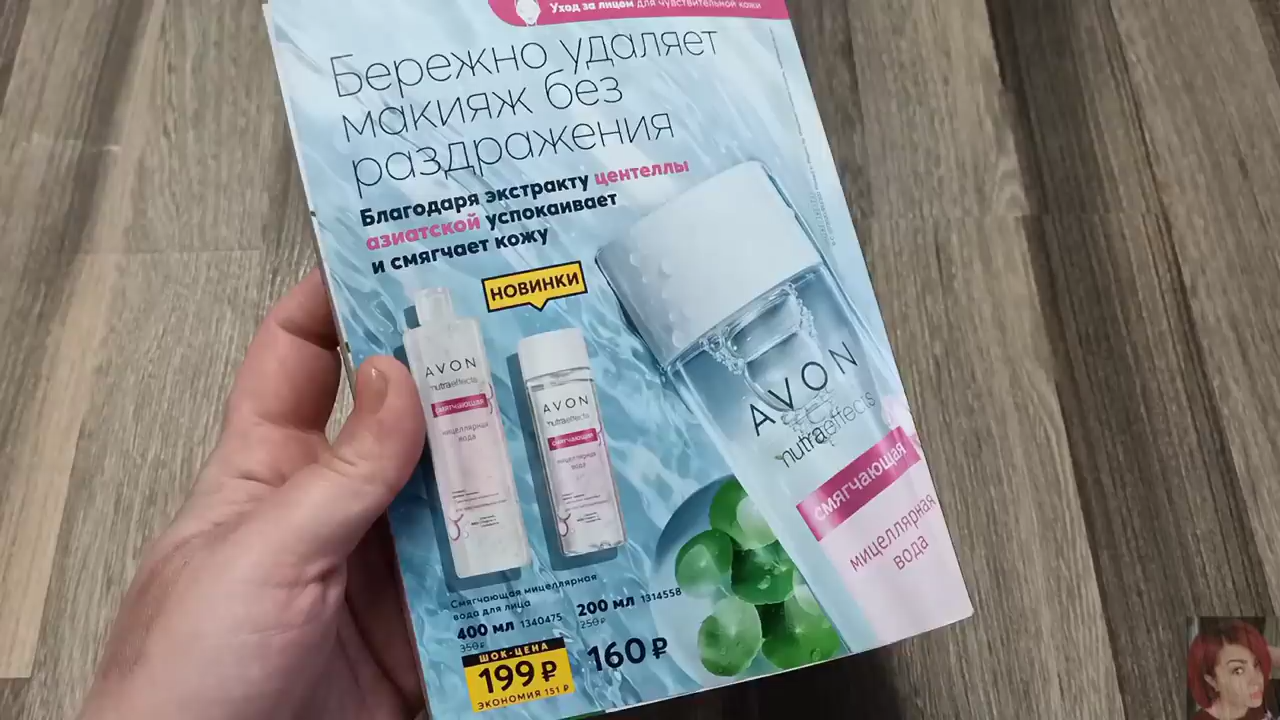 Уход за лицом для чувствительной кожи
Бережно удаляет
макияж без
раздражения
Благодаря экстракту центеллы
азиатской успокаивает
и смягчает кожу
НОВИНКИ
AVON
nutraeffects
смягчающая
мицеллярная
вода
AVON
nutraeffects
смягчающая
мицеллярная
вода
AVON
nutraeffects
смягчающая
мицеллярная
вода
Смягчающая мицеллярная
вода для лица
400 мл 1340475
350 ₽
ШОК-ЦЕНА
199 ₽
ЭКОНОМИЯ 151 ₽
200 мл 1314558
250 ₽
160 ₽